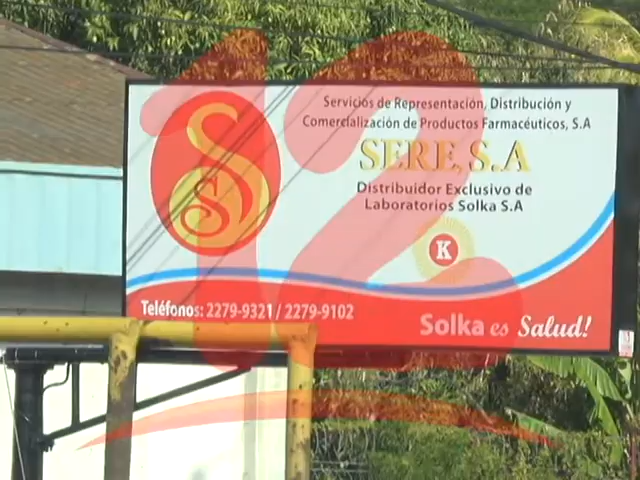 Servicios de Representación, Distribución y
Comercialización de Productos Farmacéuticos, S.A
SERE, S.A
Distribuidor Exclusivo de
Laboratorios Solka S.A
K
Teléfonos: 2279-9321 / 2279-9102
Solka es Salud!
12